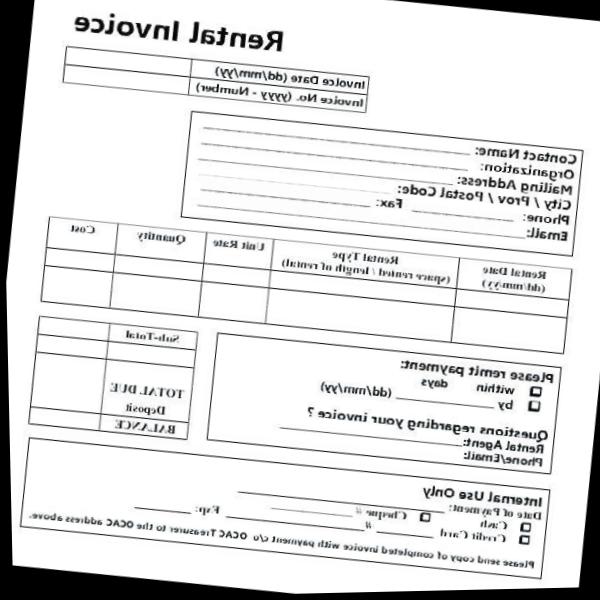 Rental Invoice
Invoice Date (dd/mm/yy)
Invoice No. (yyyy - Number)
Contact Name:
Organization:
Mailing Address:
City / Prov / Postal Code:
Phone: Fax:
Email:
Rental Date (dd/mm/yy) Rental Type (space rented / length of rental) Unit Rate Quantity Cost
Please remit payment:
within days
by (dd/mm/yy)
Questions regarding your invoice ?
Rental Agent:
Phone/Email:
Sub-Total
TOTAL DUE
Deposit
BALANCE
Internal Use Only
Date of Payment:
Cash Cheque #
Credit Card # Exp:
Please send copy of completed invoice with payment c/o OCAC Treasurer to the OCAC address above.